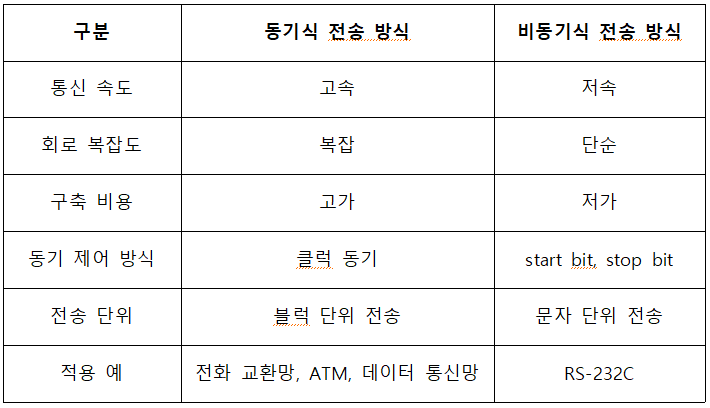 구분 동기식 전송 방식 비동기식 전송 방식
통신 속도 고속 저속
회로 복잡도 복잡 단순
구축 비용 고가 저가
동기 제어 방식 클럭 동기 start bit, stop bit
전송 단위 블럭 단위 전송 문자 단위 전송
적용 예 전화 교환망, ATM, 데이터 통신망 RS-232C